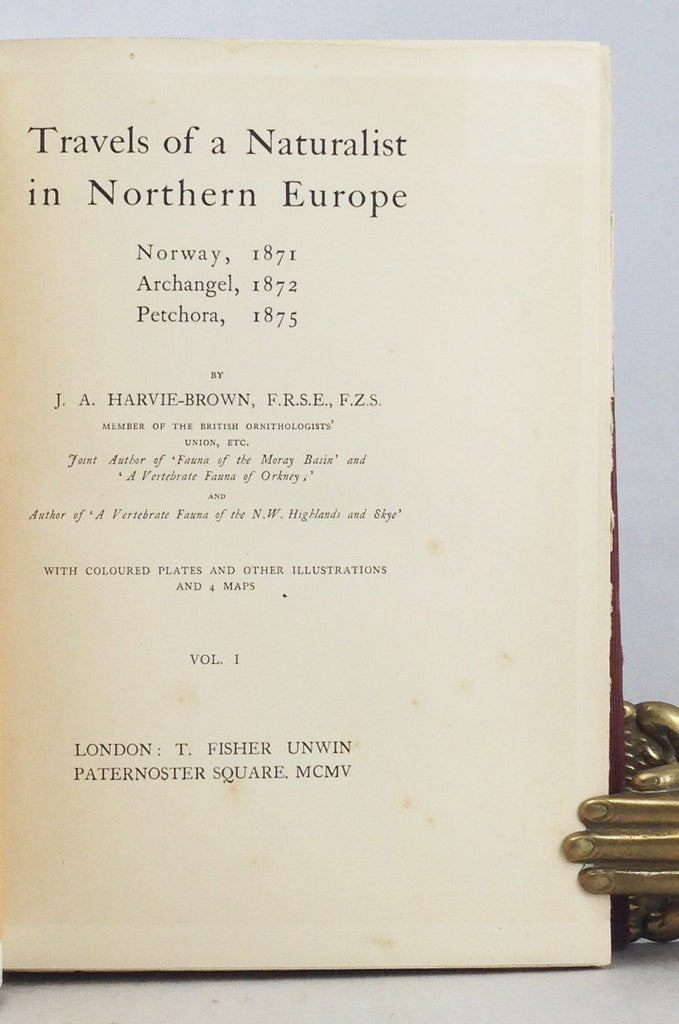 Travels of a Naturalist
in Northern Europe
Norway, 1871
Archangel, 1872
Petchora, 1875
BY
J. A. HARVIE-BROWN, F.R.S.E., F.Z.S.
MEMBER OF THE BRITISH ORNITHOLOGISTS'
UNION, ETC.
Joint Author of 'Fauna of the Moray Basin' and
'A Vertebrate Fauna of Orkney;'
AND
Author of 'A Vertebrate Fauna of the N.W. Highlands and Skye'
WITH COLOURED PLATES AND OTHER ILLUSTRATIONS
AND 4 MAPS
VOL. I
LONDON: T. FISHER UNWIN
PATERNOSTER SQUARE. MCMV